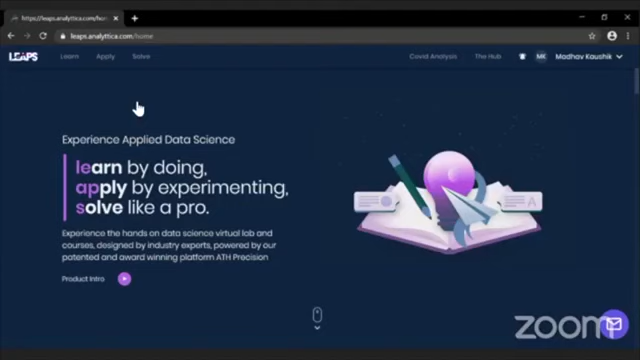 https://leaps.analyttica.com/hom
leaps.analyttica.com/home
LEAPS
Learn Apply Solve Covid Analysis The Hub MK Madhav Kaushik
Experience Applied Data Science
learn by doing,
apply by experimenting,
solve like a pro.
Experience the hands on data science virtual lab and
courses, designed by industry experts, powered by our
patented and award winning platform ATH Precision
Product Intro
A
zoom